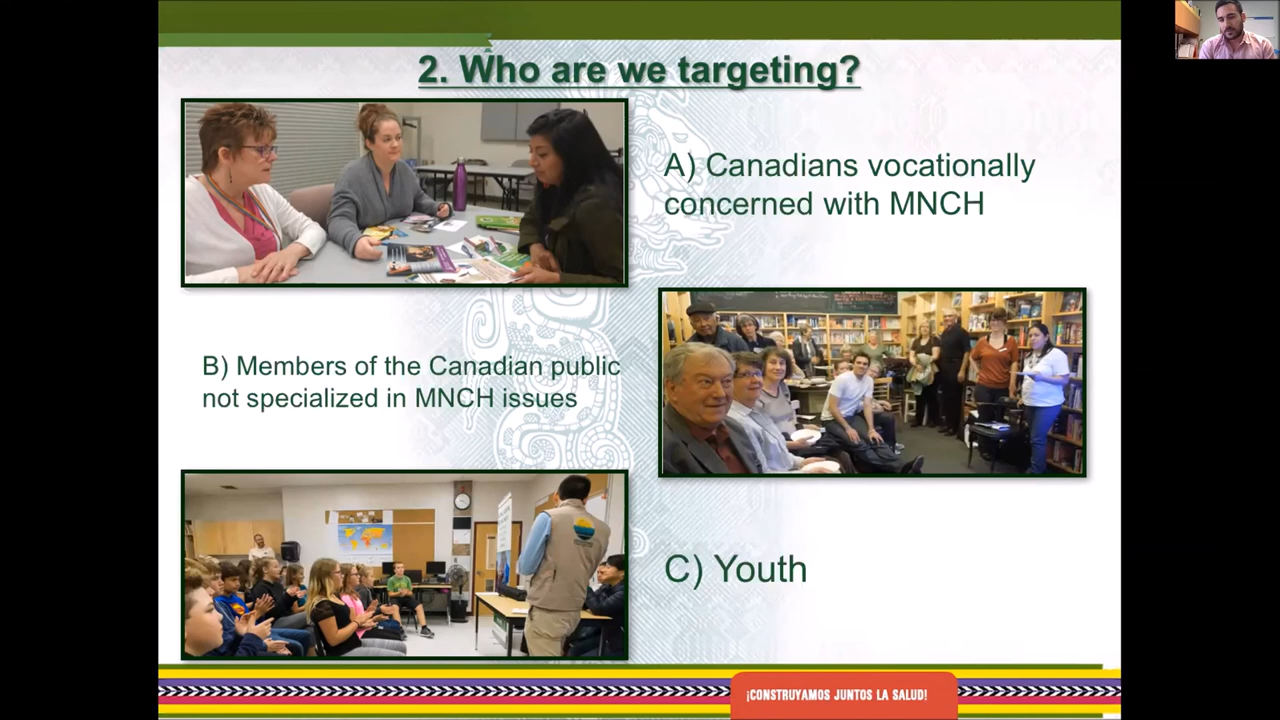 2. Who are we targeting?
A) Canadians vocationally
concerned with MNCH
B) Members of the Canadian public
not specialized in MNCH issues
C) Youth
¡CONSTRUYAMOS JUNTOS LA SALUD!